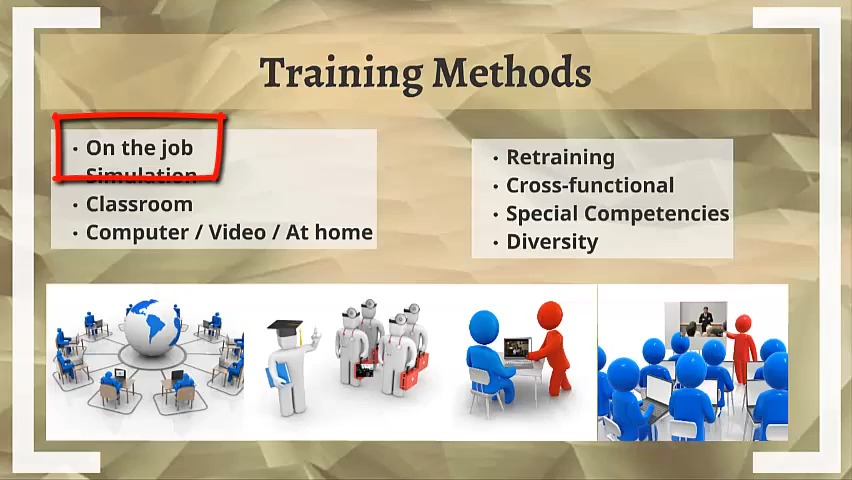 Training Methods
• On the job
• Simulation
• Classroom
• Computer / Video / At home
• Retraining
• Cross-functional
• Special Competencies
• Diversity